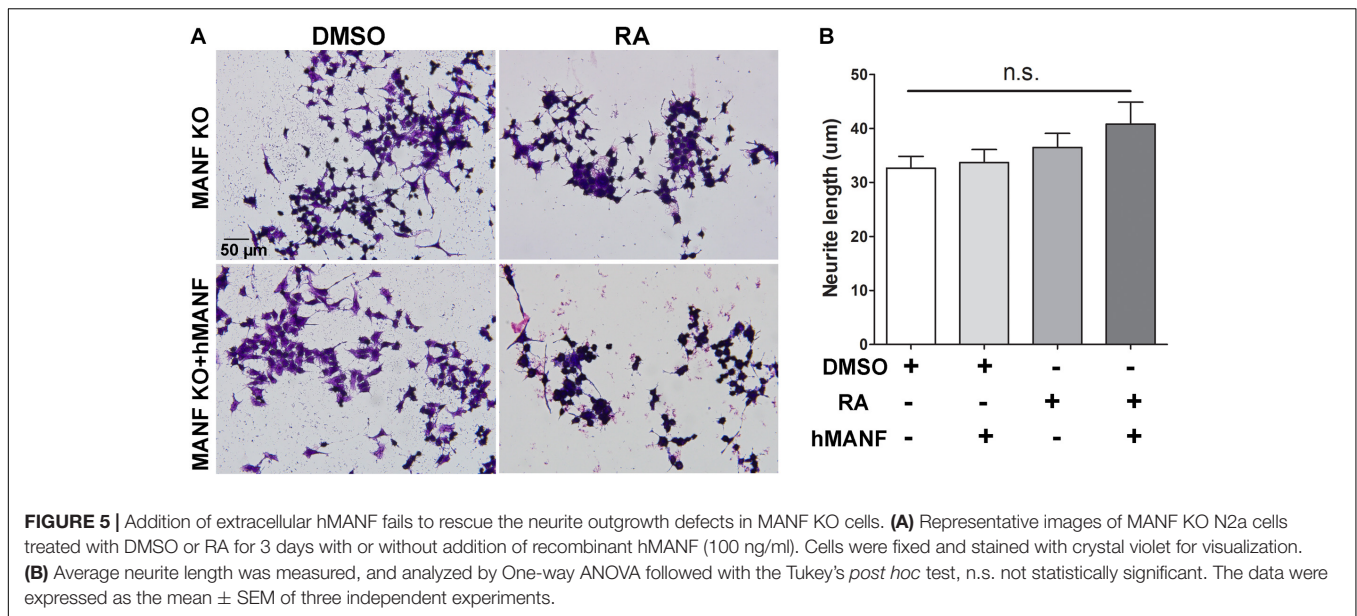 A
DMSO
RA
MANF KO
50 µm
MANF KO+hMANF
B
n.s.
Neurite length (um)
50
40
30
20
10
0
DMSO + + - -
RA - - + +
hMANF - + - +
FIGURE 5 | Addition of extracellular hMANF fails to rescue the neurite outgrowth defects in MANF KO cells. (A) Representative images of MANF KO N2a cells
treated with DMSO or RA for 3 days with or without addition of recombinant hMANF (100 ng/ml). Cells were fixed and stained with crystal violet for visualization.
(B) Average neurite length was measured, and analyzed by One-way ANOVA followed with the Tukey's post hoc test, n.s. not statistically significant. The data were
expressed as the mean ± SEM of three independent experiments.